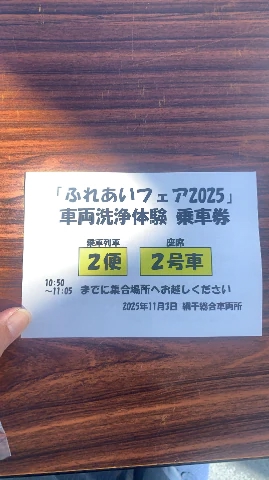 「ふれあいフェア2025」
車両洗浄体験 乗車券
乗車列車 座席
2便 2号車
10:50
~11:05 までに集合場所へお越しください
2025年11月3日 網干総合車両所